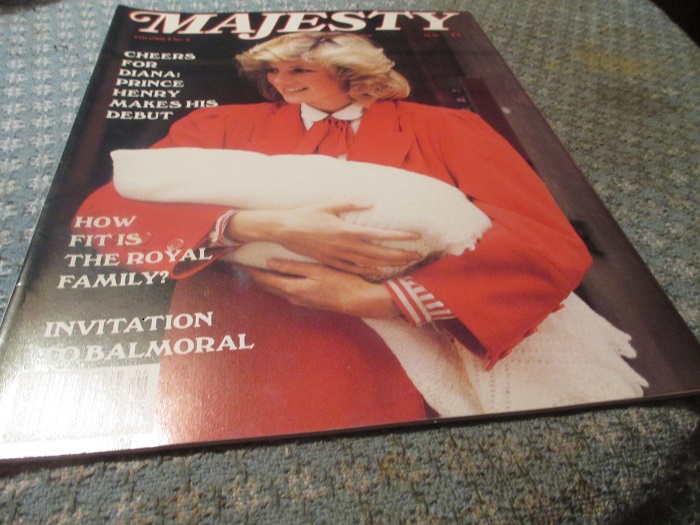 MAJESTY
CHEERS
FOR
DIANA:
PRINCE
HENRY
MAKES HIS
DEBUT
HOW
FIT IS
THE ROYAL
FAMILY?
INVITATION
TO BALMORAL